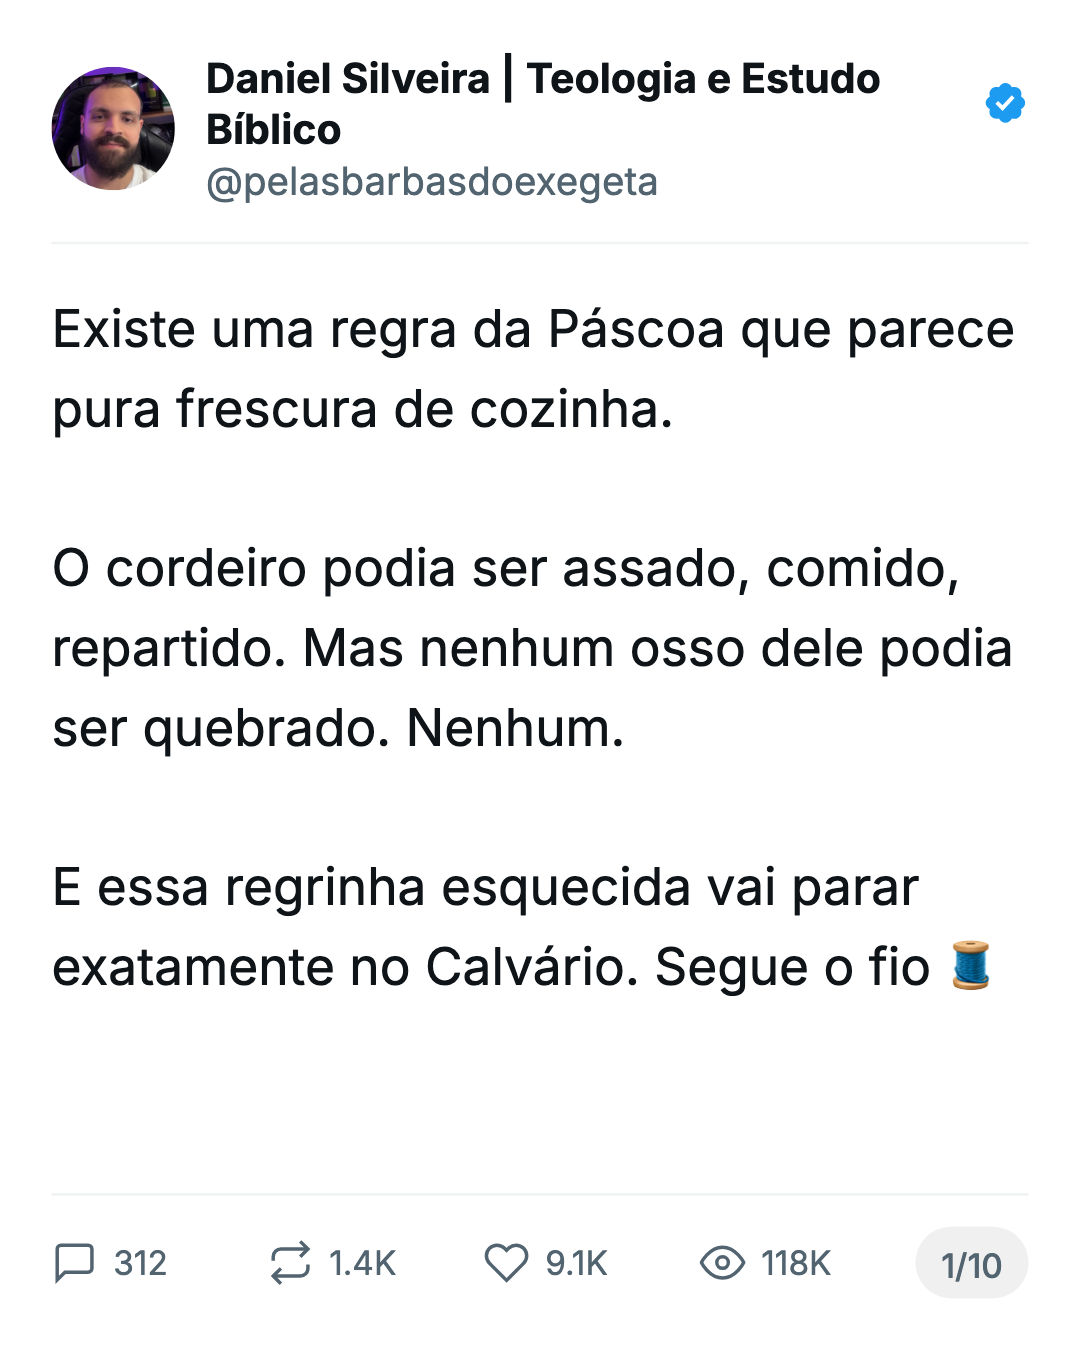 Daniel Silveira | Teologia e Estudo
Bíblico
@pelasbarbasdoexegeta
Existe uma regra da Páscoa que parece
pura frescura de cozinha.
O cordeiro podia ser assado, comido,
repartido. Mas nenhum osso dele podia
ser quebrado. Nenhum.
E essa regrinha esquecida vai parar
exatamente no Calvário. Segue o fio 🧵
312 1.4K 9.1K 118K 1/10